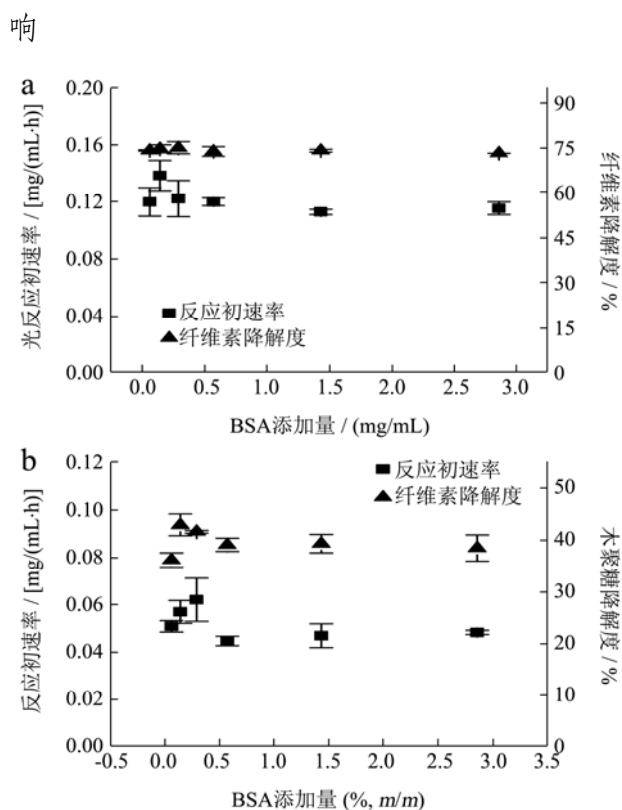 响
a
0.20
0.16
0.12
0.08
0.04
0.00
光反应初速率 / [mg/(mL·h)]
90
75
60
45
30
15
0
纤维素降解度 / %
■反应初速率
▲纤维素降解度
0.0 0.5 1.0 1.5 2.0 2.5 3.0
BSA添加量 / (mg/mL)
b
0.12
0.10
0.08
0.06
0.04
0.02
0.00
反应初速率 / [mg/(mL·h)]
50
40
30
20
10
0
木聚糖降解度 / %
■ 反应初速率
▲ 纤维素降解度
-0.5 0.0 0.5 1.0 1.5 2.0 2.5 3.0 3.5
BSA添加量 (%, m/m)